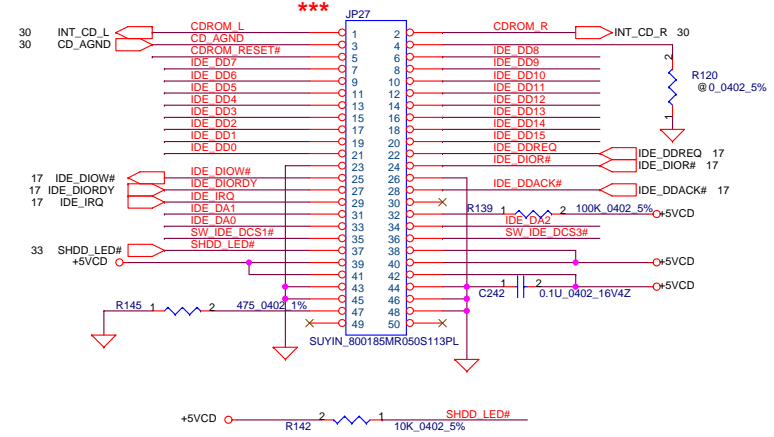 ***
JP27
30 INT_CD_L CDROM_L 1 2 CDROM_R INT_CD_R 30
30 CD_AGND CD_AGND 3 4
CDROM_RESET# 5 6 IDE_DD8
IDE_DD7 7 8 IDE_DD9
IDE_DD6 9 10 IDE_DD10
IDE_DD5 11 12 IDE_DD11
IDE_DD4 13 14 IDE_DD12
IDE_DD3 15 16 IDE_DD13
IDE_DD2 17 18 IDE_DD14
IDE_DD1 19 20 IDE_DD15
IDE_DD0 21 22 IDE_DDREQ IDE_DDREQ 17
23 24 IDE_DIOR# IDE_DIOR# 17
17 IDE_DIOW# IDE_DIOW# 25 26
17 IDE_DIORDY IDE_DIORDY 27 28 IDE_DDACK# IDE_DDACK# 17
17 IDE_IRQ IDE_IRQ 29 30
IDE_DA1 31 32 R139 1 2 100K_0402_5% +5VCD
IDE_DA0 33 34 IDE_DA2
SW_IDE_DCS1# 35 36 SW_IDE_DCS3#
33 SHDD_LED# SHDD_LED# 37 38
+5VCD 39 40 +5VCD
41 42
43 44 C242 1 2 0.1U_0402_16V4Z +5VCD
45 46
R145 1 2 475_0402_1% 47 48
49 50
SUYIN_800185MR050S113PL
2
R120
@0_0402_5%
1
+5VCD R142 2 1 10K_0402_5% SHDD_LED#